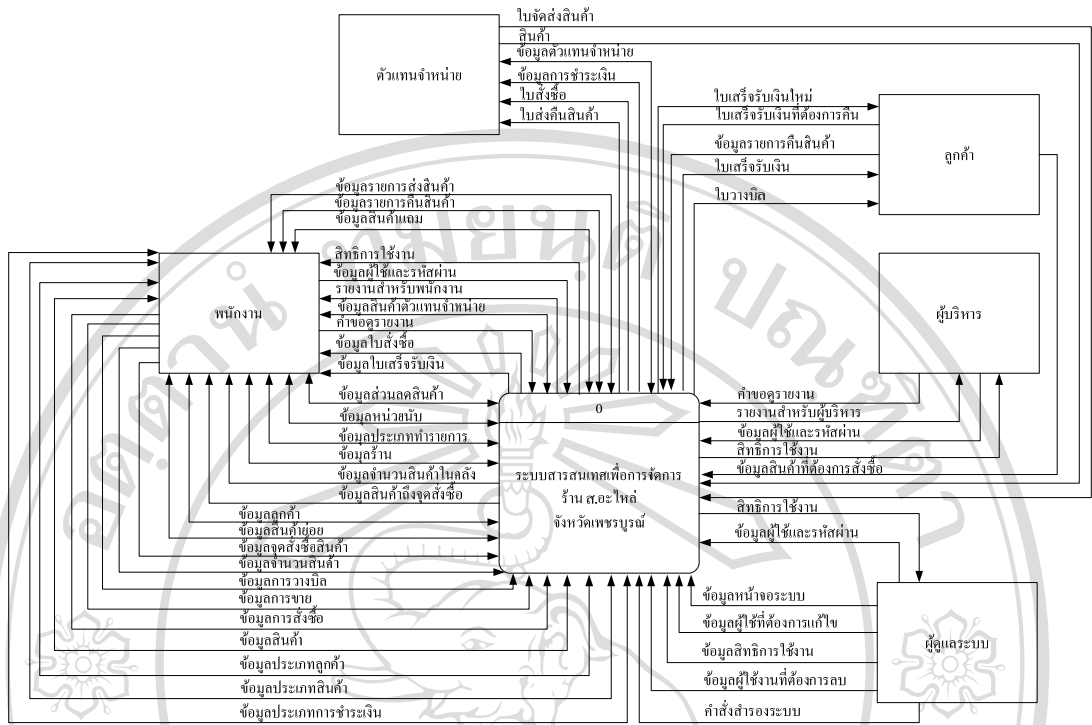 ใบจัดส่งสินค้า
สินค้า
ข้อมูลตัวแทนจำหน่าย
ตัวแทนจำหน่าย
ข้อมูลการชำระเงิน
ใบสั่งซื้อ
ใบส่งคืนสินค้า
ใบเสร็จรับเงินใหม่
ใบเสร็จรับเงินที่ต้องการคืน
ข้อมูลรายการคืนสินค้า
ลูกค้า
ใบเสร็จรับเงิน
ใบวางบิล
ข้อมูลรายการส่งสินค้า
ข้อมูลรายการคืนสินค้า
ข้อมูลสินค้าแถม
สิทธิการใช้งาน
ข้อมูลผู้ใช้และรหัสผ่าน
รายงานสำหรับพนักงาน
ข้อมูลสินค้าตัวแทนจำหน่าย
พนักงาน
คำขอดูรายงาน
ข้อมูลใบสั่งซื้อ
ข้อมูลใบเสร็จรับเงิน
ผู้บริหาร
ข้อมูลส่วนลดสินค้า
ข้อมูลหน่วยนับ
ข้อมูลประเภททำรายการ
ข้อมูลร้าน
ข้อมูลจำนวนสินค้าในคลัง
ข้อมูลสินค้าถึงจุดสั่งซื้อ
0
ระบบสารสนเทศเพื่อการจัดการ
ร้าน ส.อะไหล่
จังหวัดเพชรบูรณ์
คำขอดูรายงาน
รายงานสำหรับผู้บริหาร
ข้อมูลผู้ใช้และรหัสผ่าน
สิทธิการใช้งาน
ข้อมูลสินค้าที่ต้องการสั่งซื้อ
สิทธิการใช้งาน
ข้อมูลผู้ใช้และรหัสผ่าน
ข้อมูลลูกค้า
ข้อมูลสินค้าย่อย
ข้อมูลจุดสั่งซื้อสินค้า
ข้อมูลจำนวนสินค้า
ข้อมูลการวางบิล
ข้อมูลการขาย
ข้อมูลการสั่งซื้อ
ข้อมูลสินค้า
ข้อมูลประเภทลูกค้า
ข้อมูลประเภทสินค้า
ข้อมูลประเภทการชำระเงิน
ข้อมูลหน้าจอระบบ
ข้อมูลผู้ใช้ที่ต้องการแก้ไข
ผู้ดูแลระบบ
ข้อมูลสิทธิการใช้งาน
ข้อมูลผู้ใช้งานที่ต้องการลบ
คำสั่งสำรองระบบ